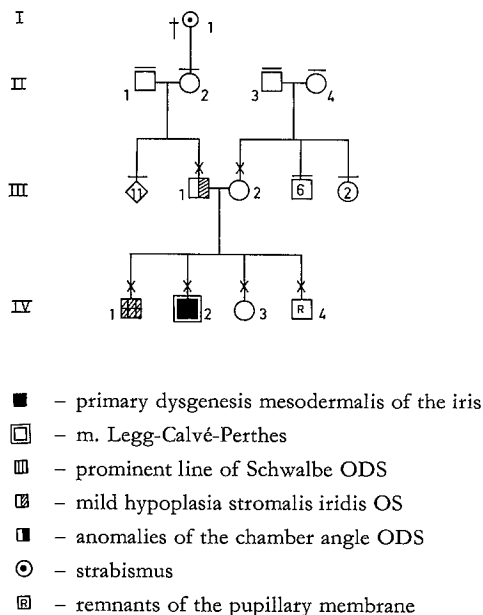 I
† 1
II
1 2 3 4
III
11 1 2 6 2
IV
1 2 3 R 4
– primary dysgenesis mesodermalis of the iris
– m. Legg-Calvé-Perthes
– prominent line of Schwalbe ODS
– mild hypoplasia stromalis iridis OS
– anomalies of the chamber angle ODS
– strabismus
R – remnants of the pupillary membrane